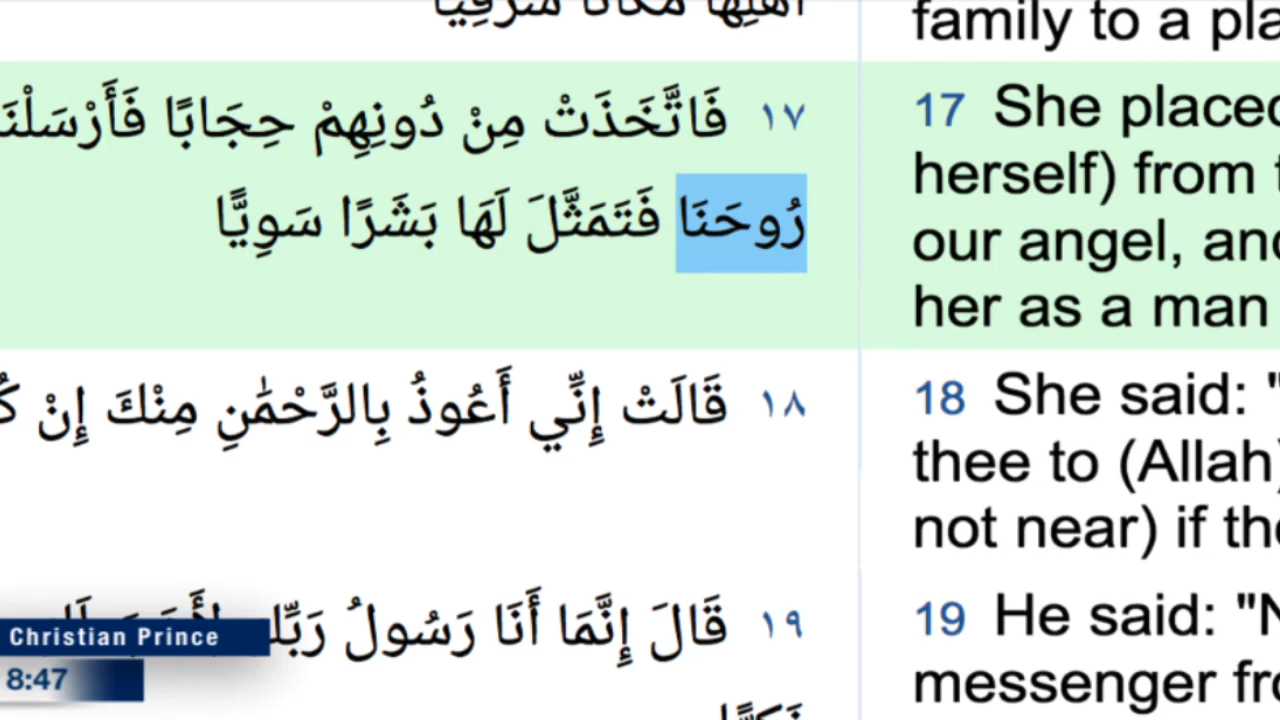 أَهْلِهَا مَكَانًا شَرْقِيًّا
١٧ فَاتَّخَذَتْ مِنْ دُونِهِمْ حِجَابًا فَأَرْسَلْنَا
رُوحَنَا فَتَمَثَّلَ لَهَا بَشَرًا سَوِيًّا
١٨ قَالَتْ إِنِّي أَعُوذُ بِالرَّحْمَٰنِ مِنْكَ إِنْ
١٩ قَالَ إِنَّمَا أَنَا رَسُولُ رَبِّكِ
family to a pla
17 She placed
herself) from
our angel, and
her as a man
18 She said: "
thee to (Allah)
not near) if the
19 He said: "N
messenger fro
Christian Prince
8:47